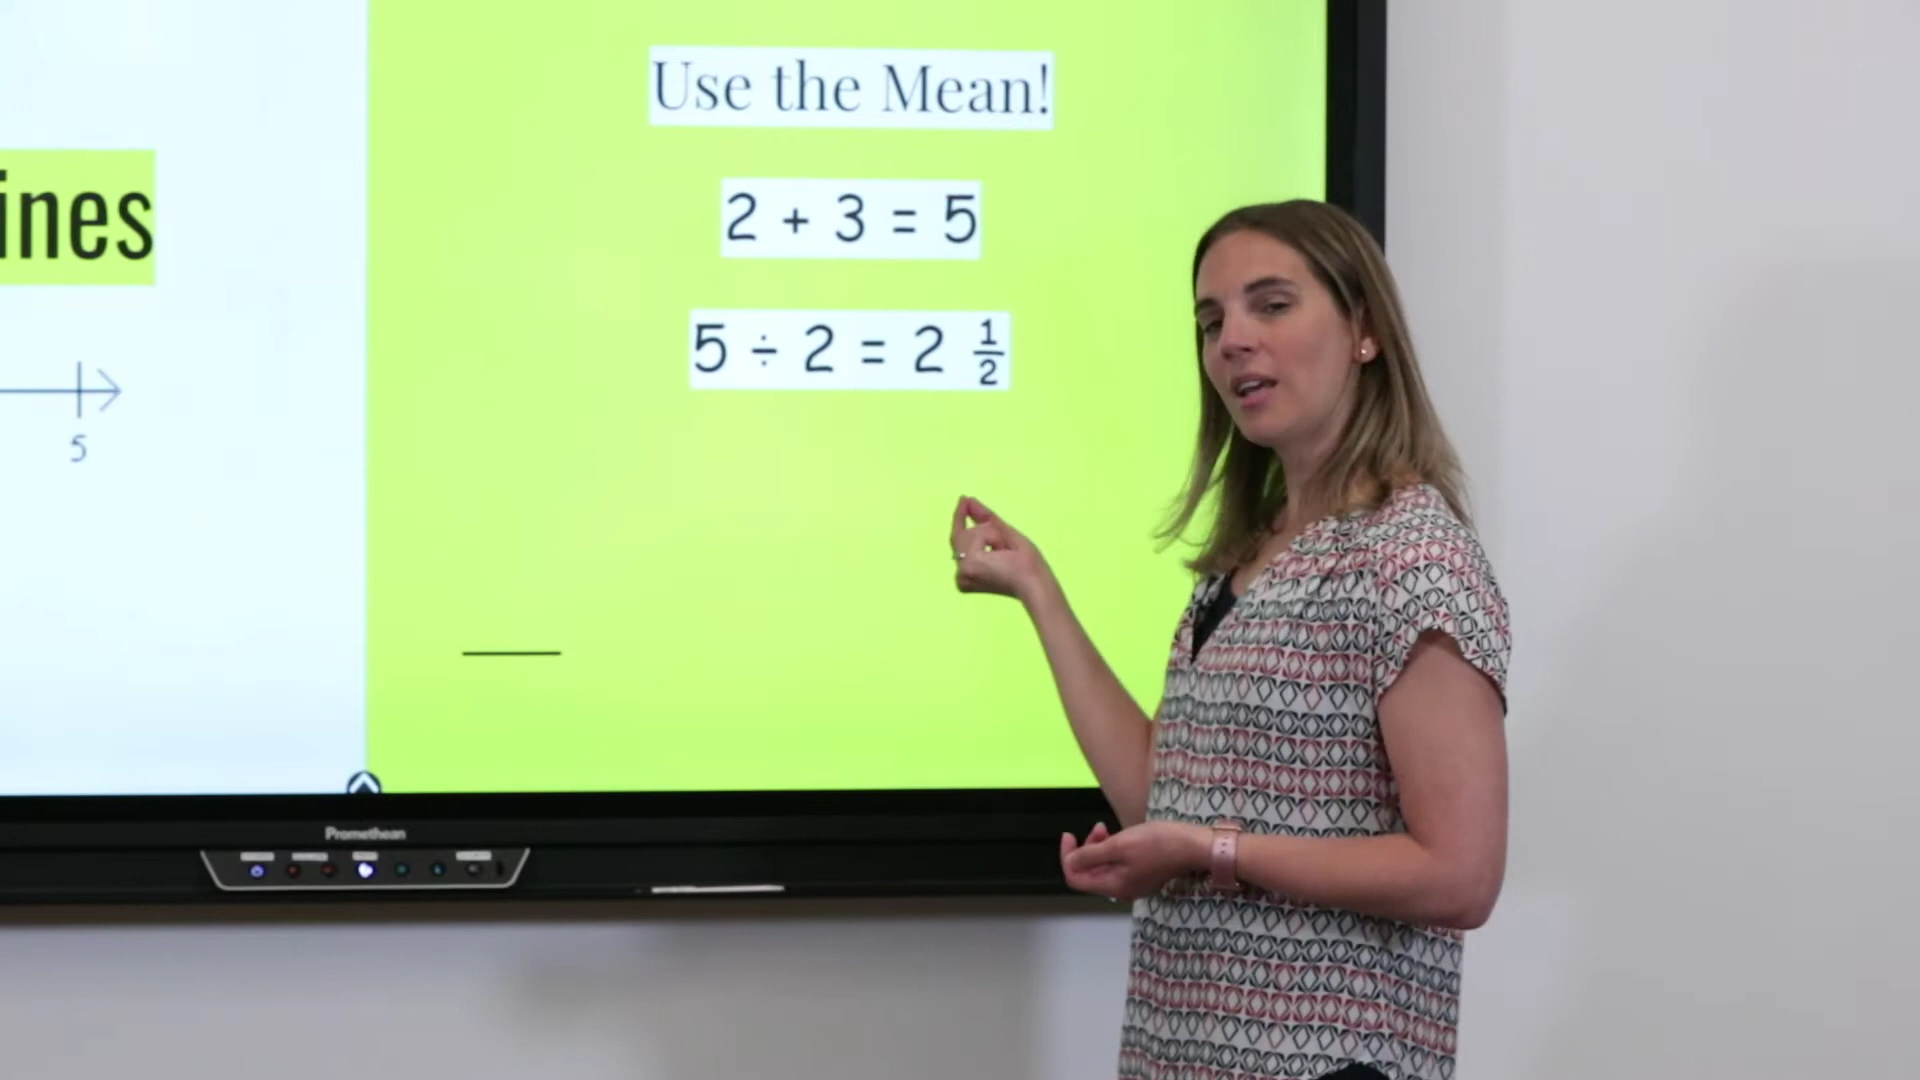 ines
5
Use the Mean!
2 + 3 = 5
5 ÷ 2 = 2 1/2
Promethean